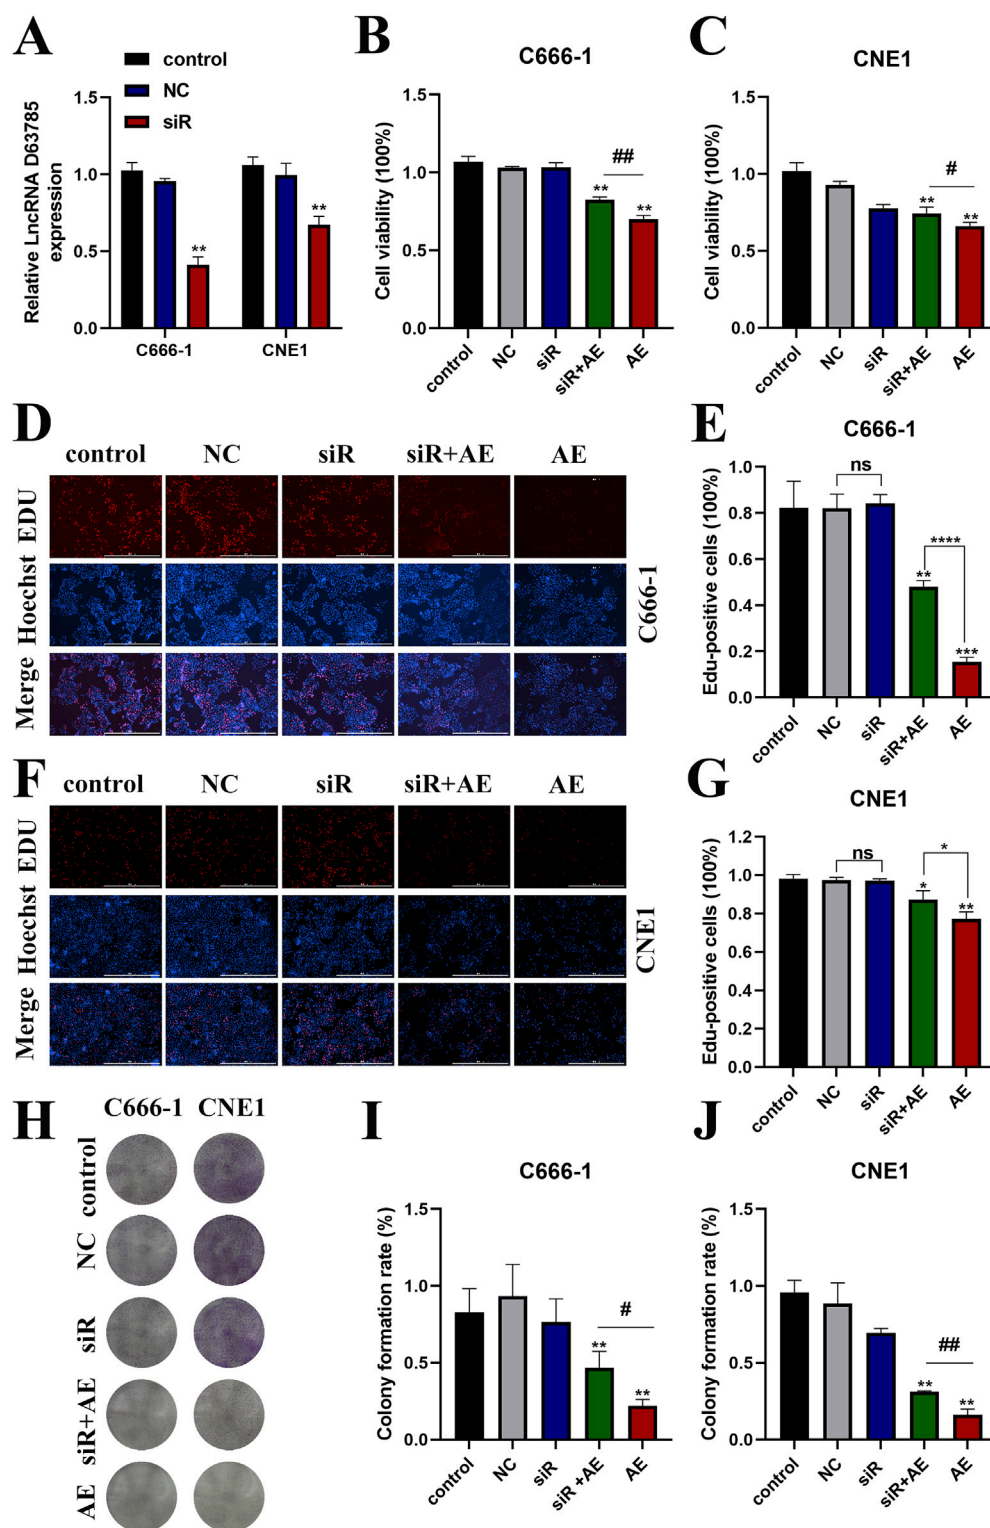 A
control
NC
siR
Relative LncRNA D63785
expression
1.5
1.0
0.5
0.0
**
**
C666-1
CNE1
B
C666-1
Cell viability (100%)
1.5
1.0
0.5
0.0
##
**
**
control
NC
siR
siR+AE
AE
C
CNE1
Cell viability (100%)
1.5
1.0
0.5
0.0
#
**
**
control
NC
siR
siR+AE
AE
D
control
NC
siR
siR+AE
AE
EDU
Hoechst
Merge
C666-1
E
C666-1
Edu-positive cells (100%)
1.0
0.8
0.6
0.4
0.2
0.0
ns
****
**
***
control
NC
siR
siR+AE
AE
F
control
NC
siR
siR+AE
AE
EDU
Hoechst
Merge
CNE1
G
CNE1
Edu-positive cells (100%)
1.2
1.0
0.8
0.6
0.4
0.2
0.0
ns
*
*
**
control
NC
siR
siR+AE
AE
H
C666-1
CNE1
control
NC
siR
siR+AE
AE
I
C666-1
Colony formation rate (%)
1.5
1.0
0.5
0.0
#
**
**
control
NC
siR
siR +AE
AE
J
CNE1
Colony formation rate (%)
1.5
1.0
0.5
0.0
##
**
**
control
NC
siR
siR+AE
AE